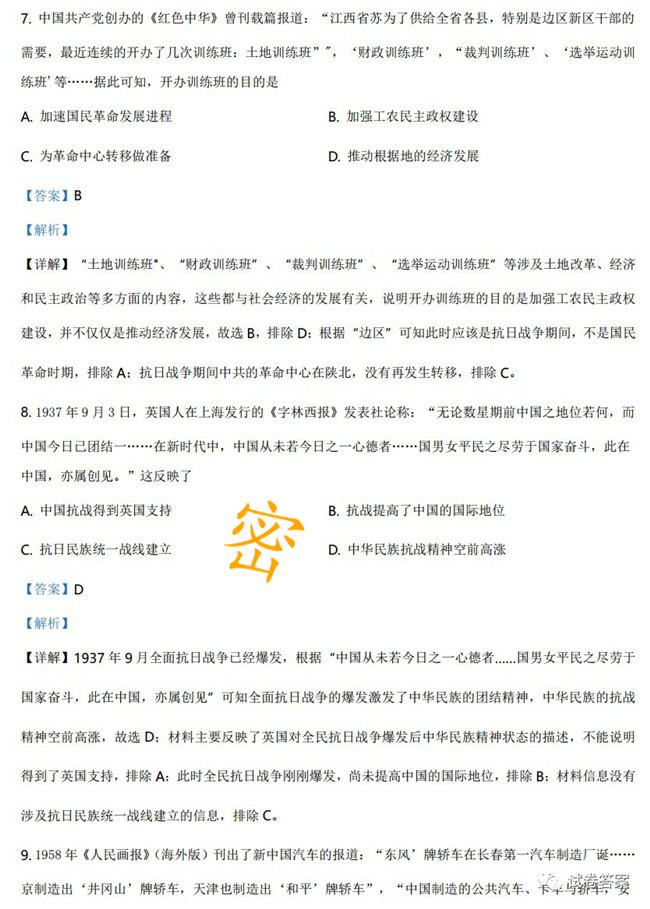 7. 中国共产党创办的《红色中华》曾刊载篇报道：“江西省苏为了供给全省各县，特别是边区新区干部的
需要，最近连续的开办了几次训练班：土地训练班”"，‘财政训练班’，“裁判训练班’、‘选举运动训
练班'等……据此可知，开办训练班的目的是
A. 加速国民革命发展进程 B. 加强工农民主政权建设
C. 为革命中心转移做准备 D. 推动根据地的经济发展
【答案】B
【解析】
【详解】“土地训练班"、“财政训练班”、“裁判训练班”、“选举运动训练班”等涉及土地改革、经济
和民主政治等多方面的内容，这些都与社会经济的发展有关，说明开办训练班的目的是加强工农民主政权
建设，并不仅仅是推动经济发展，故选 B，排除 D；根据“边区”可知此时应该是抗日战争期间，不是国民
革命时期，排除 A；抗日战争期间中共的革命中心在陕北，没有再发生转移，排除 C。
8. 1937 年 9 月 3 日，英国人在上海发行的《字林西报》发表社论称：“无论数星期前中国之地位若何，而
中国今日已团结一……在新时代中，中国从未若今日之一心德者……国男女平民之尽劳于国家奋斗，此在
中国，亦属创见。”这反映了
A. 中国抗战得到英国支持 B. 抗战提高了中国的国际地位
C. 抗日民族统一战线建立 D. 中华民族抗战精神空前高涨
密
【答案】D
【解析】
【详解】1937 年 9 月全面抗日战争已经爆发，根据“中国从未若今日之一心德者......国男女平民之尽劳于
国家奋斗，此在中国，亦属创见”可知全面抗日战争的爆发激发了中华民族的团结精神，中华民族的抗战
精神空前高涨，故选 D；材料主要反映了英国对全民抗日战争爆发后中华民族精神状态的描述，不能说明
得到了英国支持，排除 A；此时全民抗日战争刚刚爆发，尚未提高中国的国际地位，排除 B；材料信息没有
涉及抗日民族统一战线建立的信息，排除 C。
9. 1958 年《人民画报》（海外版）刊出了新中国汽车的报道：“东风’牌轿车在长春第一汽车制造厂诞……
京制造出‘井冈山’牌轿车，天津也制造出‘和平’牌轿车”，“中国制造的公共汽车、卡车与轿车，安
试卷答案